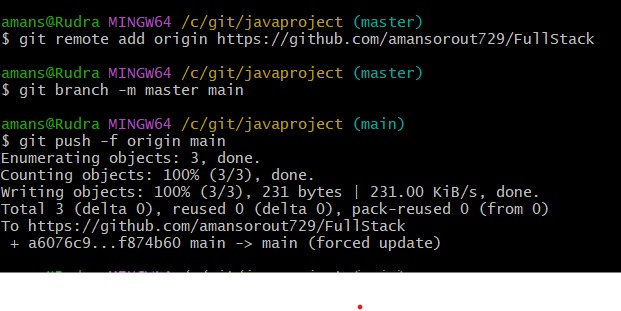 amans@Rudra MINGW64 /c/git/javaproject (master)
$ git remote add origin https://github.com/amansorout729/FullStack
amans@Rudra MINGW64 /c/git/javaproject (master)
$ git branch -m master main
amans@Rudra MINGW64 /c/git/javaproject (main)
$ git push -f origin main
Enumerating objects: 3, done.
Counting objects: 100% (3/3), done.
Writing objects: 100% (3/3), 231 bytes | 231.00 KiB/s, done.
Total 3 (delta 0), reused 0 (delta 0), pack-reused 0 (from 0)
To https://github.com/amansorout729/FullStack
 + a6076c9...f874b60 main -> main (forced update)